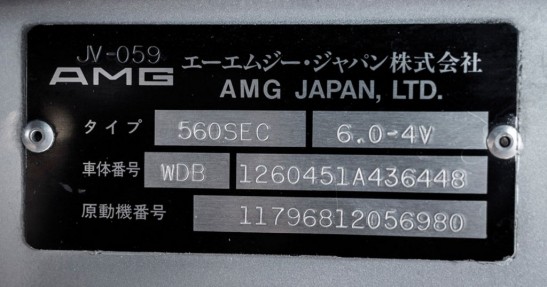 JV-059
AMG エーエムジー・ジャパン株式会社
AMG JAPAN, LTD.
タイプ 560SEC 6.0-4V
車体番号 WDB 1260451A436448
原動機番号 11796812056980